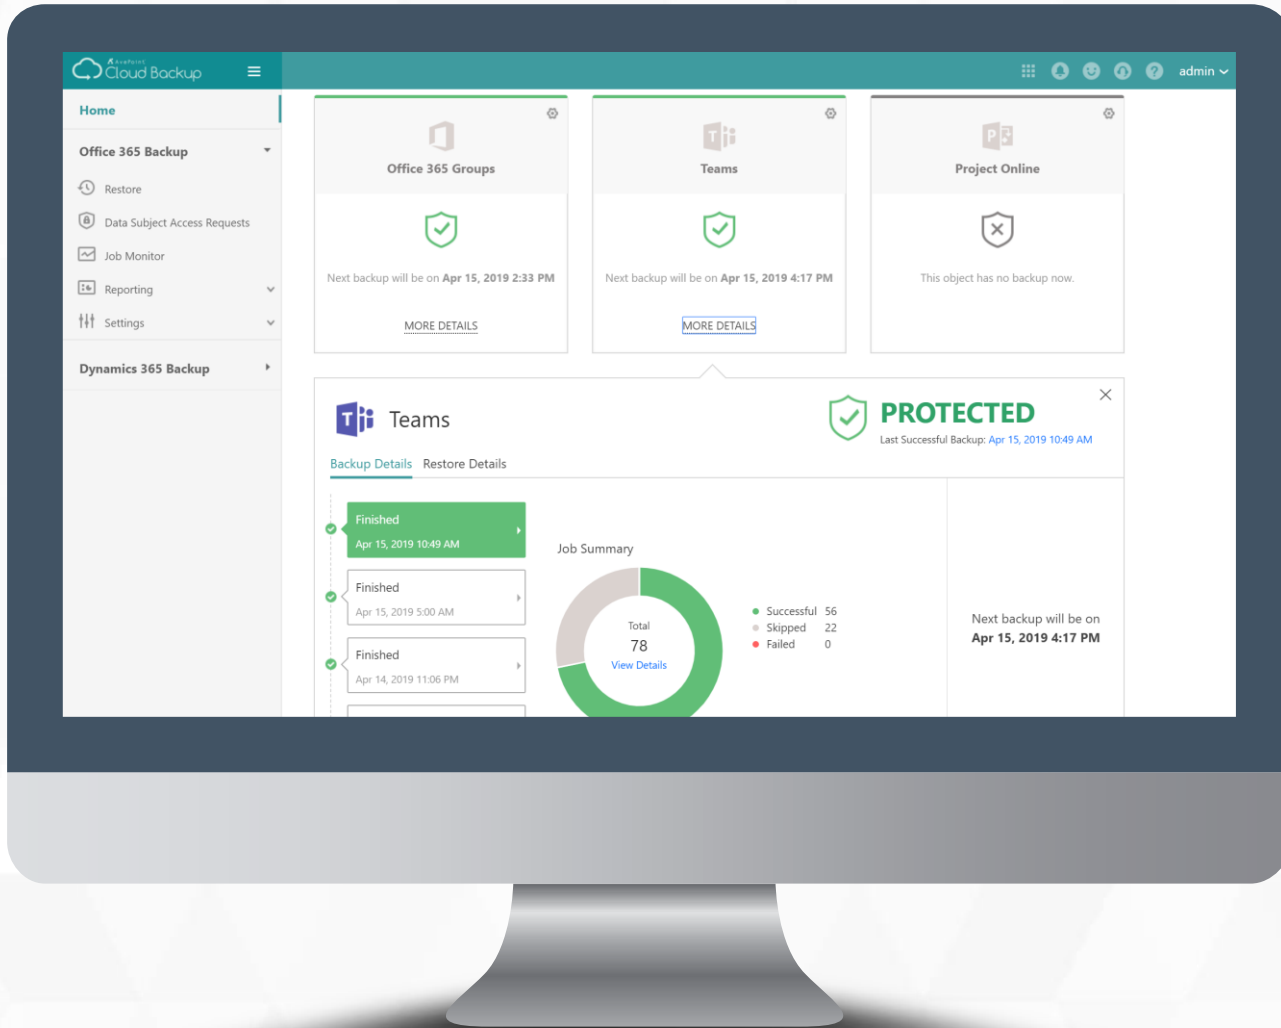 AvePoint
Cloud Backup
admin
Home
Office 365 Backup
Restore
Data Subject Access Requests
Job Monitor
Reporting
Settings
Dynamics 365 Backup
Office 365 Groups
Next backup will be on Apr 15, 2019 2:33 PM
MORE DETAILS
Teams
Next backup will be on Apr 15, 2019 4:17 PM
MORE DETAILS
Project Online
This object has no backup now.
Teams
PROTECTED
Last Successful Backup: Apr 15, 2019 10:49 AM
Backup Details Restore Details
Finished
Apr 15, 2019 10:49 AM
Finished
Apr 15, 2019 5:00 AM
Finished
Apr 14, 2019 11:06 PM
Job Summary
Total
78
View Details
Successful 56
Skipped 22
Failed 0
Next backup will be on
Apr 15, 2019 4:17 PM